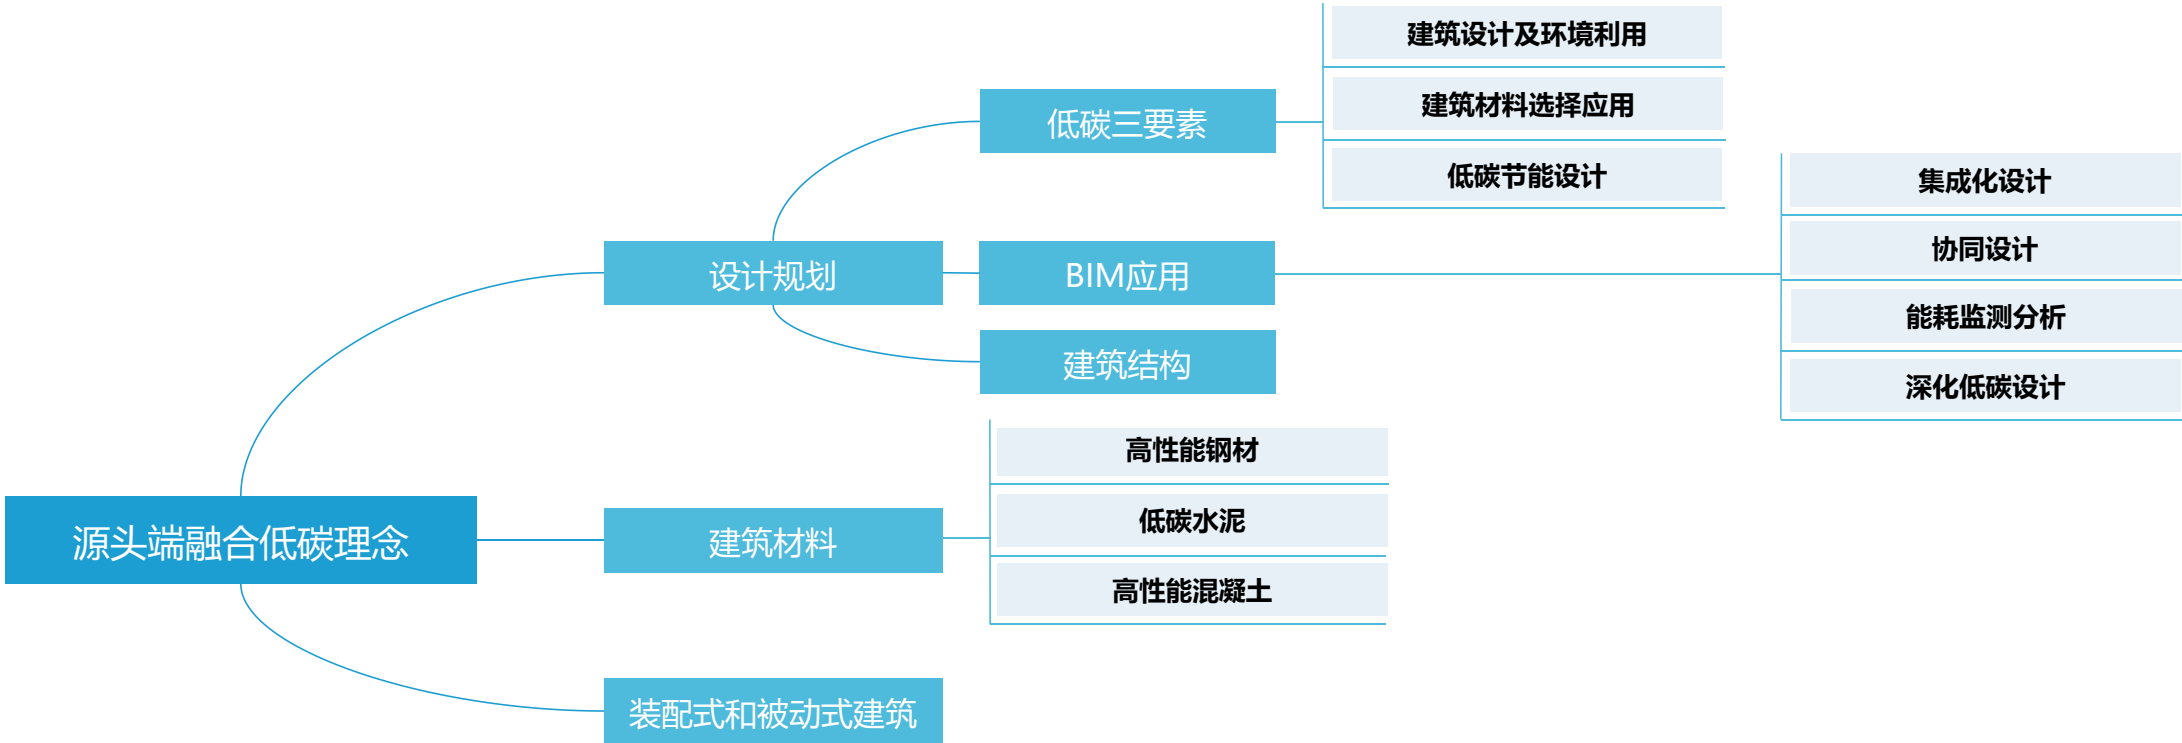 源头端融合低碳理念
设计规划
低碳三要素
建筑设计及环境利用
建筑材料选择应用
低碳节能设计
BIM应用
集成化设计
协同设计
能耗监测分析
深化低碳设计
建筑结构
建筑材料
高性能钢材
低碳水泥
高性能混凝土
装配式和被动式建筑